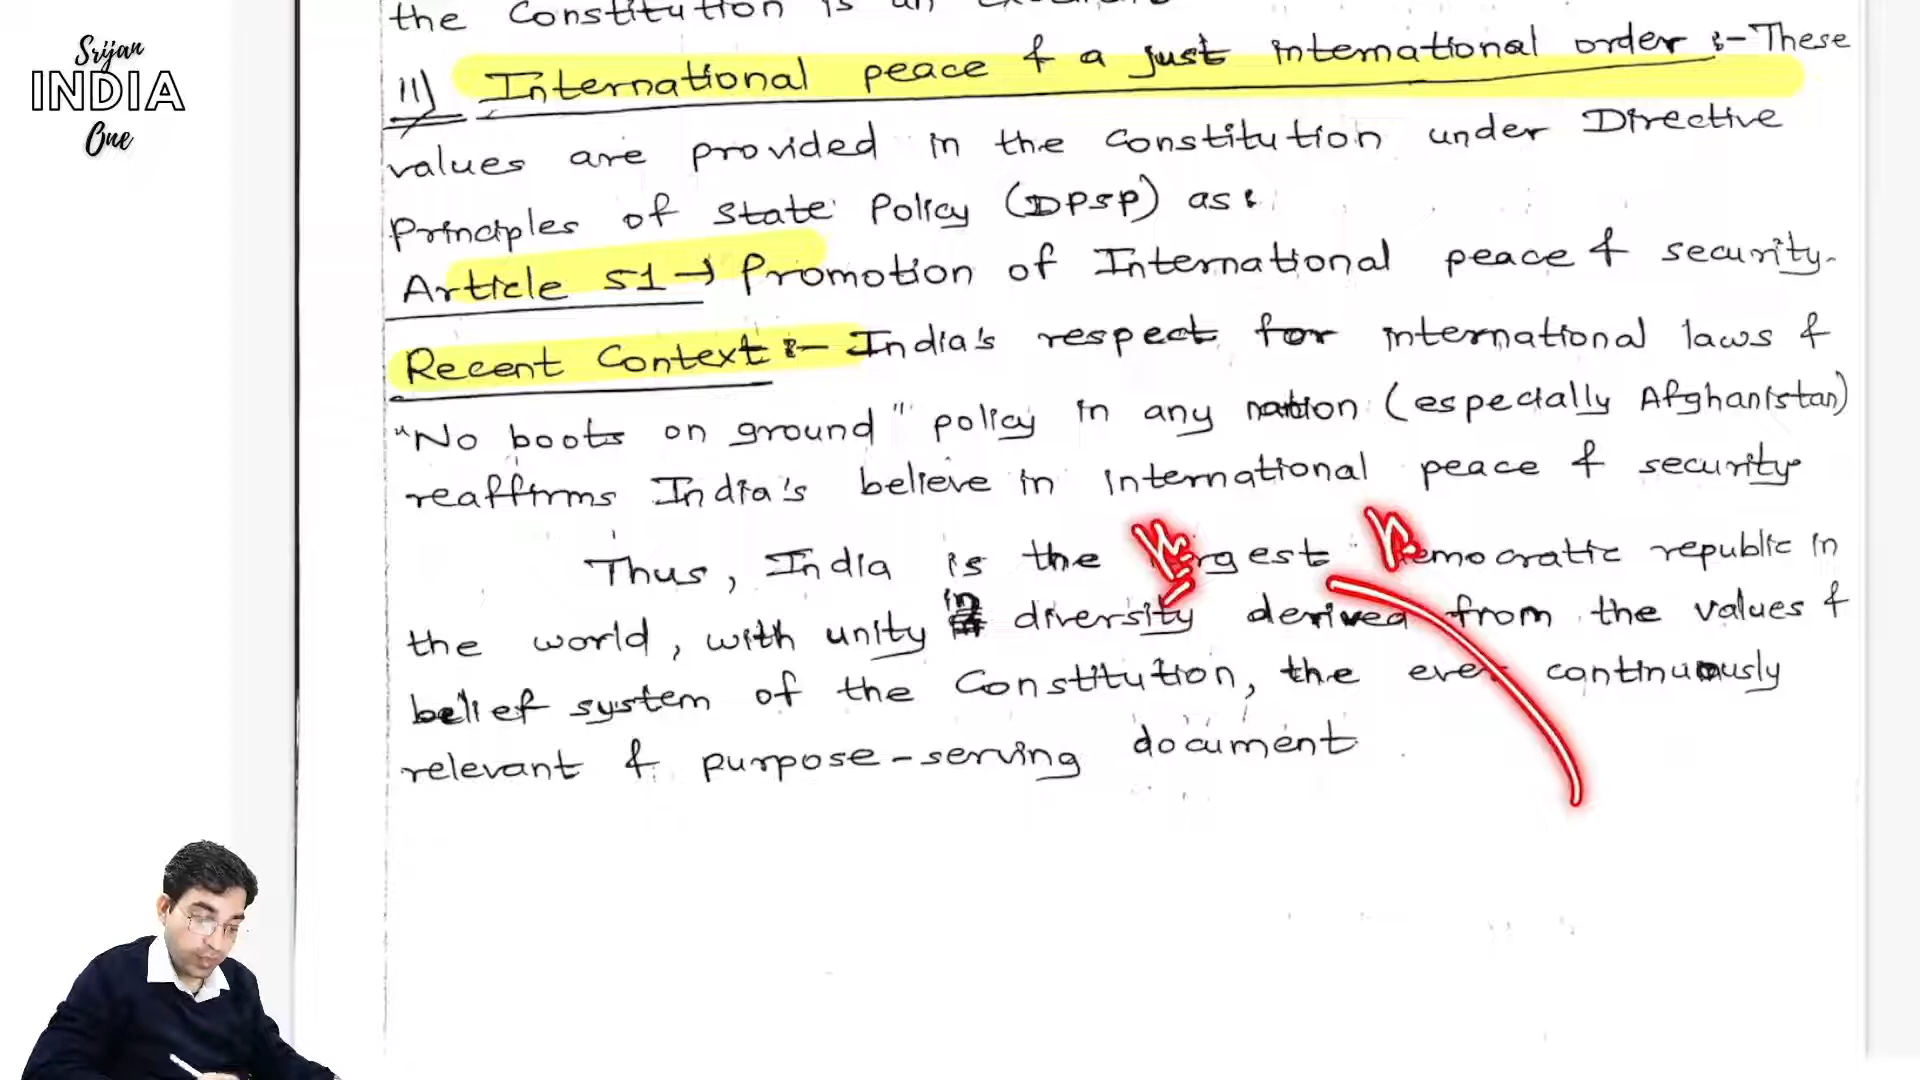 Srijan
INDIA
One
the Constitution is an
11) International peace & a just international order :- These
values are provided in the Constitution under Directive
Principles of State Policy (DPSP) as:
Article 51 → Promotion of International peace & security.
Recent Context :- India's respect for international laws &
"No boots on ground" policy in any nation (especially Afghanistan)
reaffirms India's believe in international peace & security
Thus, India is the largest Democratic republic in
the world, with unity in diversity derived from the values &
belief system of the Constitution, the ever continuously
relevant & purpose-serving document.